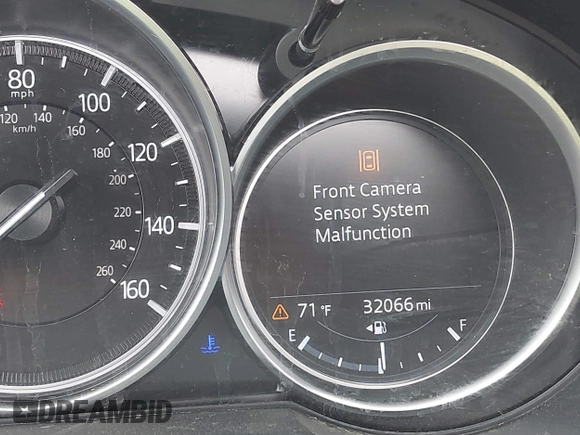 80
mph
100
120
140
160
120
140
km/h
160
180
200
220
240
260
Front Camera
Sensor System
Malfunction
71°F
32066 mi
E
F
DREAMBID